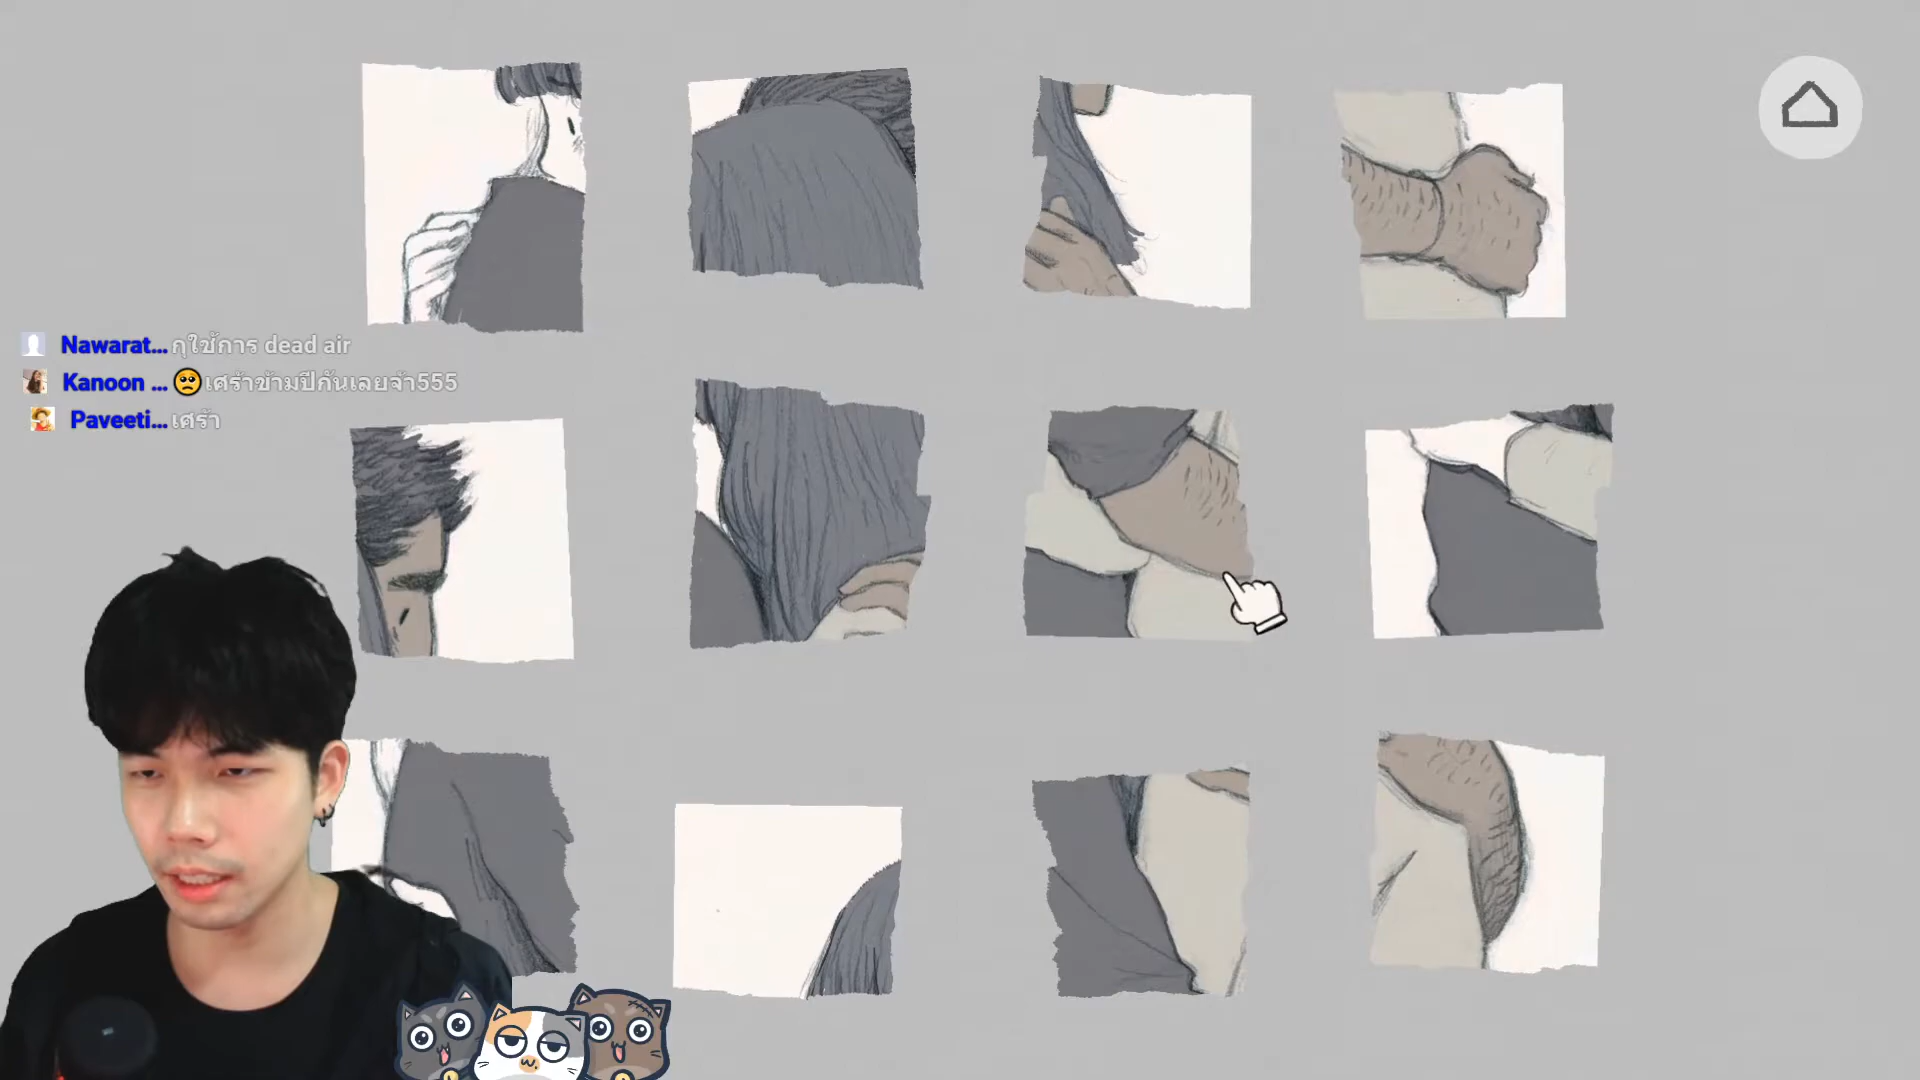 Nawarat... กุใช้การ dead air
Kanoon ... 🥺เศร้าข้ามปีกันเลยจ้า555
Paveeti... เศร้า